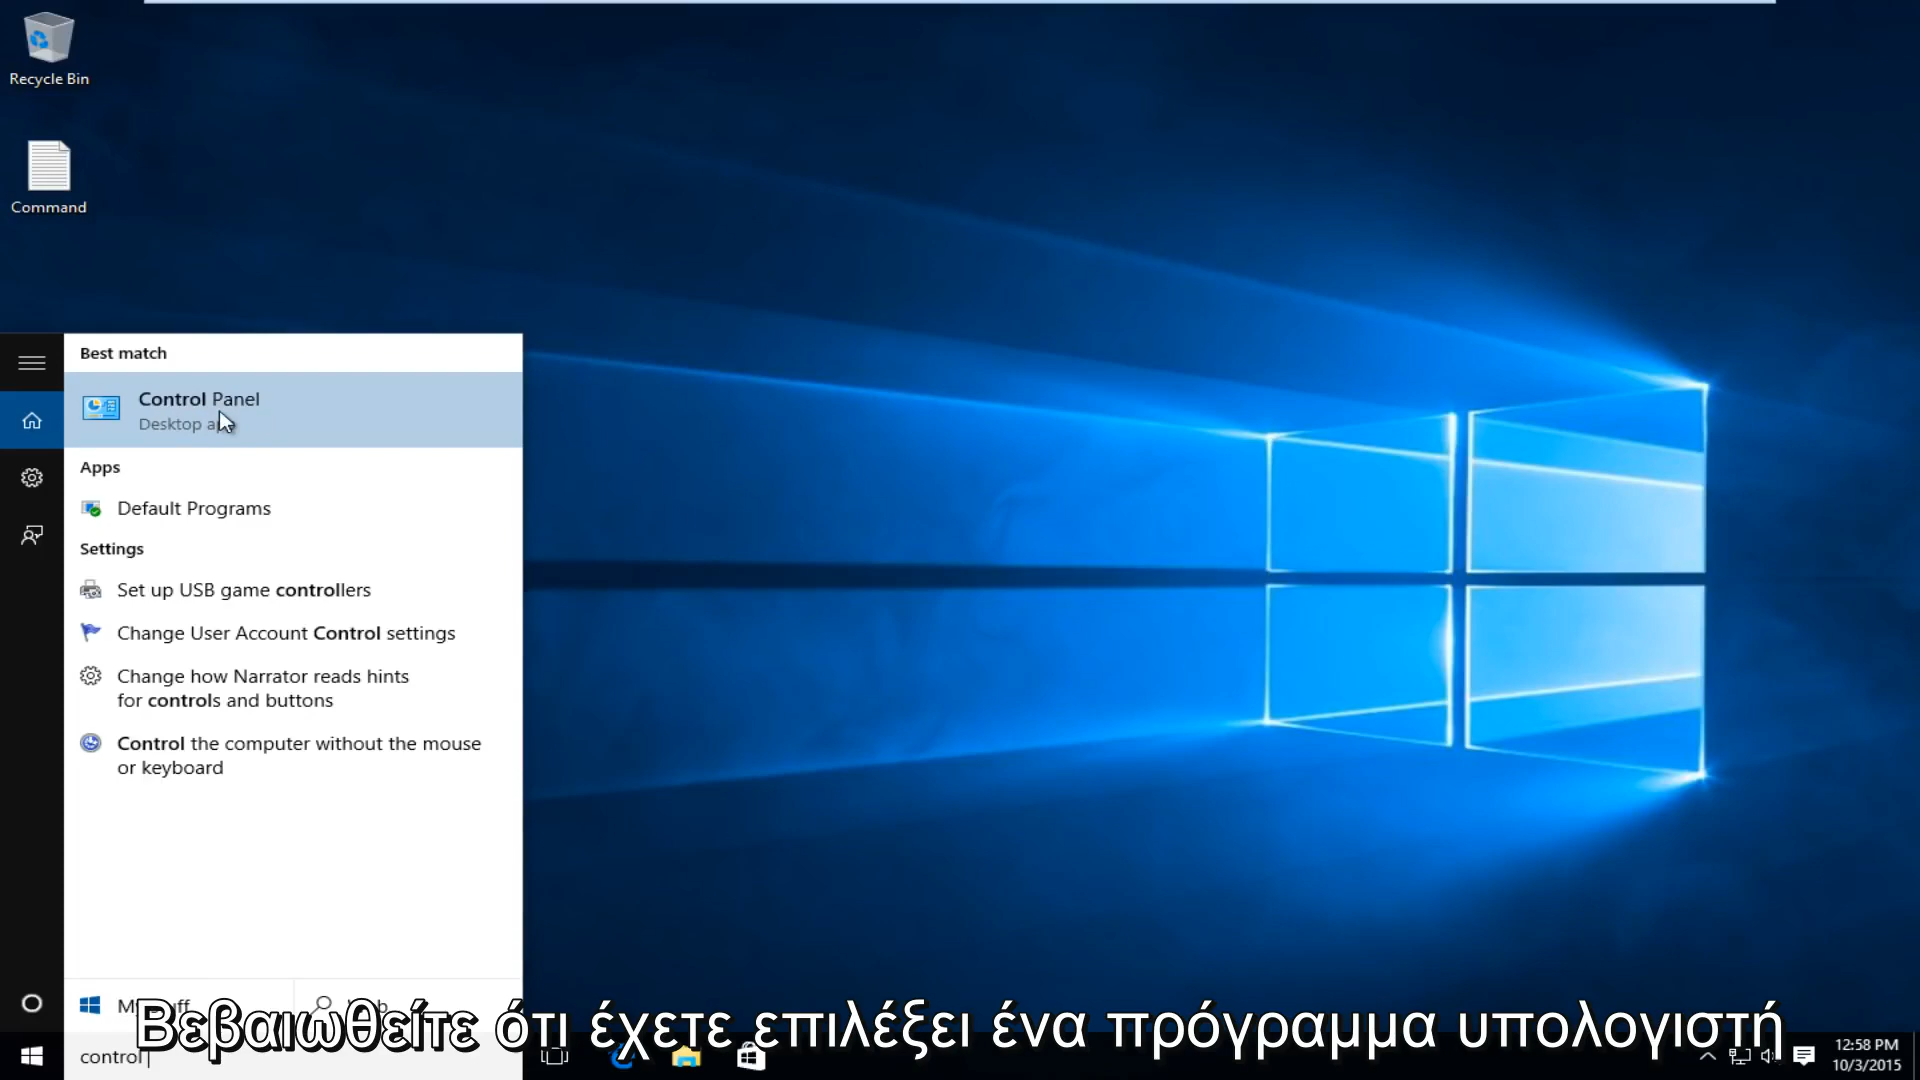 Recycle Bin
Command
Best match
Control Panel
Desktop
Apps
Default Programs
Settings
Set up USB game controllers
Change User Account Control settings
Change how Narrator reads hints
for controls and buttons
Control the computer without the mouse
or keyboard
Βεβαιωθείτε ότι έχετε επιλέξει ένα πρόγραμμα υπολογιστή
control
12:58 PM
10/3/2015